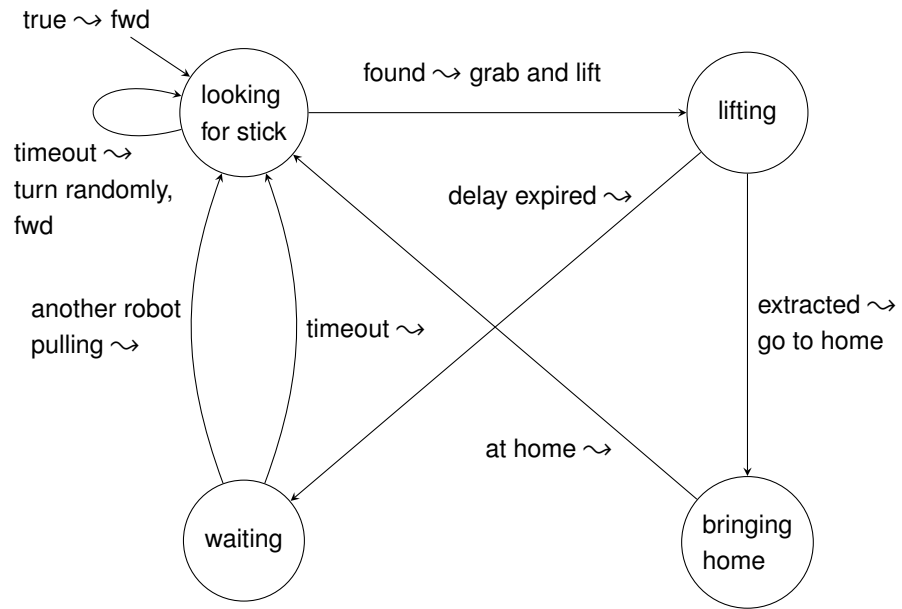 true ⤳ fwd
looking
for stick
found ⤳ grab and lift
lifting
timeout ⤳
turn randomly,
fwd
delay expired ⤳
another robot
pulling ⤳
timeout ⤳
extracted ⤳
go to home
at home ⤳
waiting
bringing
home